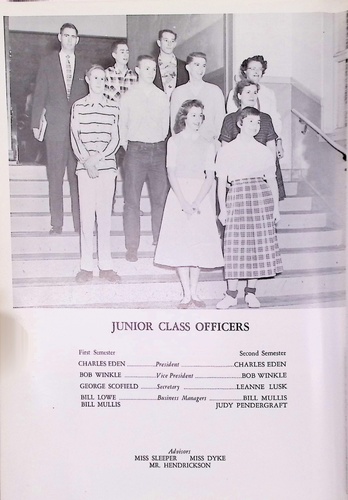 JUNIOR CLASS OFFICERS
First Semester Second Semester
CHARLES EDEN President CHARLES EDEN
BOB WINKLE Vice President BOB WINKLE
GEORGE SCOFIELD Secretary LEANNE LUSK
BILL LOWE Business Managers BILL MULLIS
BILL MULLIS JUDY PENDERGRAFT
Advisors
MISS SLEEPER MISS DYKE
MR. HENDRICKSON